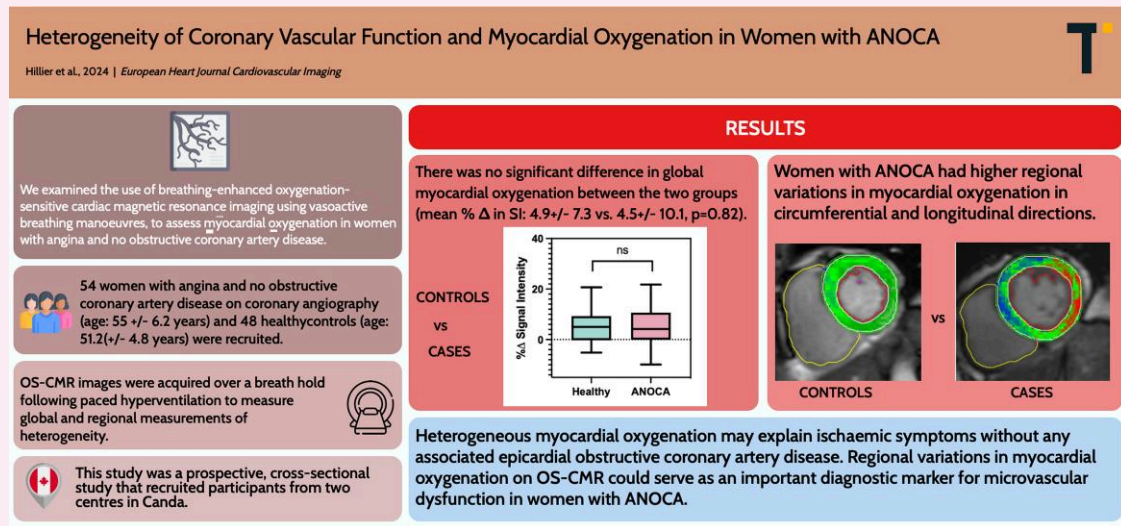 Heterogeneity of Coronary Vascular Function and Myocardial Oxygenation in Women with ANOCA
Hillier et al., 2024 | European Heart Journal Cardiovascular Imaging
T
We examined the use of breathing-enhanced oxygenation-
sensitive cardiac magnetic resonance imaging using vasoactive
breathing manoeuvres, to assess myocardial oxygenation in women
with angina and no obstructive coronary artery disease.
54 women with angina and no obstructive
coronary artery disease on coronary angiography
(age: 55 +/- 6.2 years) and 48 healthycontrols (age:
51.2(+/- 4.8 years) were recruited.
OS-CMR images were acquired over a breath hold
following paced hyperventilation to measure
global and regional measurements of
heterogeneity.
This study was a prospective, cross-sectional
study that recruited participants from two
centres in Canda.
RESULTS
There was no significant difference in global
myocardial oxygenation between the two groups
(mean % Δ in SI: 4.9+/- 7.3 vs. 4.5+/- 10.1, p=0.82).
CONTROLS
vs
CASES
%Δ Signal Intensity
40
20
0
ns
Healthy
ANOCA
Women with ANOCA had higher regional
variations in myocardial oxygenation in
circumferential and longitudinal directions.
vs
CONTROLS
CASES
Heterogeneous myocardial oxygenation may explain ischaemic symptoms without any
associated epicardial obstructive coronary artery disease. Regional variations in myocardial
oxygenation on OS-CMR could serve as an important diagnostic marker for microvascular
dysfunction in women with ANOCA.